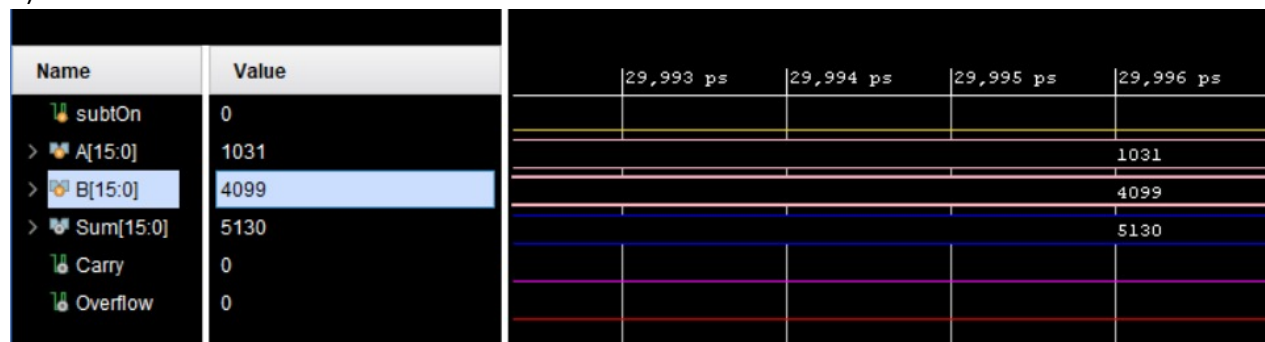 Name Value 29,993 ps 29,994 ps 29,995 ps 29,996 ps
subtOn 0
> A[15:0] 1031 1031
> B[15:0] 4099 4099
> Sum[15:0] 5130 5130
Carry 0
Overflow 0